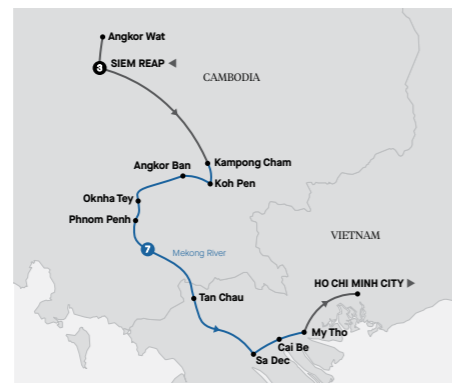 Angkor Wat
3 SIEM REAP ◀
CAMBODIA
Kampong Cham
Angkor Ban
Koh Pen
Oknha Tey
Phnom Penh
7
Mekong River
VIETNAM
HO CHI MINH CITY ▶
Tan Chau
My Tho
Cai Be
Sa Dec